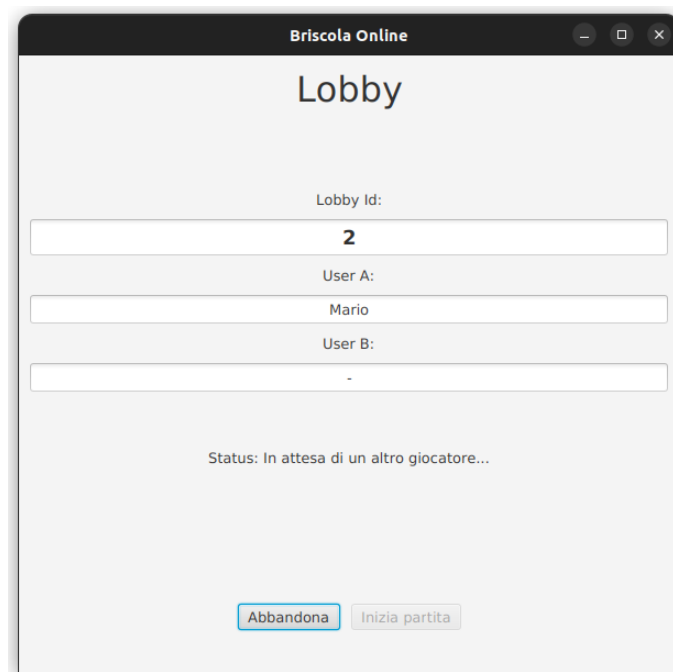 Briscola Online
Lobby
Lobby Id:
2
User A:
Mario
User B:
-
Status: In attesa di un altro giocatore...
Abbandona Inizia partita